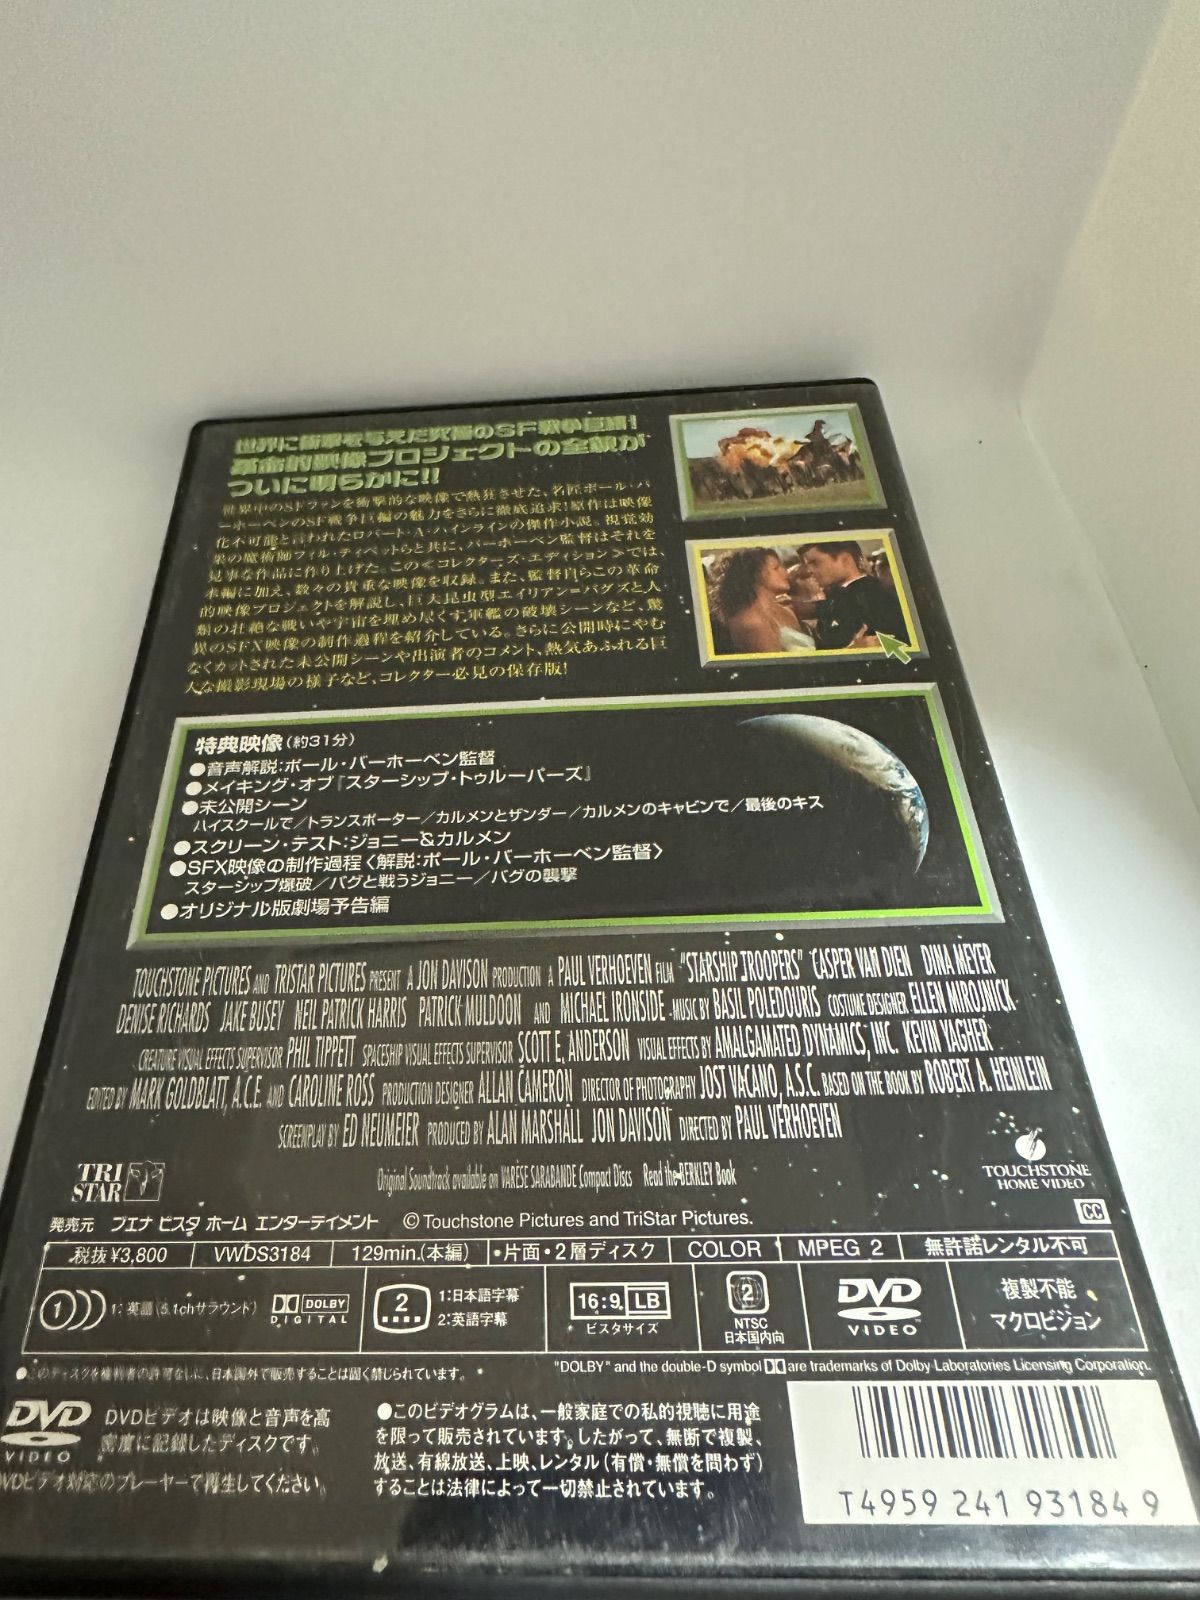 世界に衝撃を与えた究極のSF戦争巨編!
革命的映像プロジェクトの全貌が
ついに明らかに!!
世界中のSFファンを衝撃的な映像で熱狂させた、名匠ポール・バ
ーホーベンのSF戦争巨編の魅力をさらに徹底追求!原作は映像
化不可能と言われたロバート・A・ハインラインの傑作小説。視覚効
果の魔術師フィル・ティペットらと共に、バーホーベン監督はそれを
見事な作品に作り上げた。この≪コレクターズ・エディション≫では、
本編に加え、数々の貴重な映像を収録。また、監督自らこの革命
的映像プロジェクトを解説し、巨大昆虫型エイリアン=バグズと人
類の壮絶な戦いや宇宙を埋め尽くす軍艦の破壊シーンなど、驚
異のSFX映像の制作過程を紹介している。さらに公開時にやむ
なくカットされた未公開シーンや出演者のコメント、熱気あふれる巨
大な撮影現場の様子など、コレクター必見の保存版!
特典映像(約31分)
●音声解説:ポール・バーホーベン監督
●メイキング・オブ『スターシップ・トゥルーパーズ』
●未公開シーン
ハイスクールで/トランスポーター/カルメンとザンダー/カルメンのキャビンで/最後のキス
●スクリーン・テスト:ジョニー&カルメン
●SFX映像の制作過程〈解説:ポール・バーホーベン監督〉
スターシップ爆破/バグと戦うジョニー/バグの襲撃
●オリジナル版劇場予告編
TOUCHSTONE PICTURES AND TRISTAR PICTURES PRESENT A JON DAVISON PRODUCTION A PAUL VERHOEVEN FILM "STARSHIP TROOPERS" CASPER VAN DIEN DINA MEYER
DENISE RICHARDS JAKE BUSEY NEIL PATRICK HARRIS PATRICK MULDOON AND MICHAEL IRONSIDE MUSIC BY BASIL POLEDOURIS COSTUME DESIGNER ELLEN MIROJNICK
CREATURE VISUAL EFFECTS SUPERVISOR PHIL TIPPETT SPACESHIP VISUAL EFFECTS SUPERVISOR SCOTT E. ANDERSON VISUAL EFFECTS BY AMALGAMATED DYNAMICS, INC. KEVIN YAGHER
EDITED BY MARK GOLDBLATT, A.C.E. AND CAROLINE ROSS PRODUCTION DESIGNER ALLAN CAMERON DIRECTOR OF PHOTOGRAPHY JOST VACANO, A.S.C. BASED ON THE BOOK BY ROBERT A. HEINLEIN
SCREENPLAY BY ED NEUMEIER PRODUCED BY ALAN MARSHALL JON DAVISON DIRECTED BY PAUL VERHOEVEN
Original Soundtrack available on VARÈSE SARABANDE Compact Discs Read the BERKLEY Book
TRI
STAR
TOUCHSTONE
HOME VIDEO
発売元 ブエナ ビスタ ホーム エンターテイメント ©Touchstone Pictures and TriStar Pictures.
CC
税抜¥3,800 VWDS3184 129min.(本編) 片面・2層ディスク COLOR MPEG 2 無許諾レンタル不可
1 1:英語(5.1chサラウンド)
DOLBY
DIGITAL
2 1:日本語字幕
2:英語字幕
16:9 LB
ビスタサイズ
2
NTSC
日本国内向
DVD
VIDEO
複製不能
マクロビジョン
●このディスクを権利者の許可なしに、日本国外で販売することは固く禁じられています。
"DOLBY" and the double-D symbol are trademarks of Dolby Laboratories Licensing Corporation.
DVD
VIDEO
DVDビデオは映像と音声を高
密度に記録したディスクです。
DVDビデオ対応のプレーヤーで再生してください。
●このビデオグラムは、一般家庭での私的視聴に用途
を限って販売されています。したがって、無断で複製、
放送、有線放送、上映、レンタル(有償・無償を問わず)
することは法律によって一切禁止されています。
T4959 241 93184 9